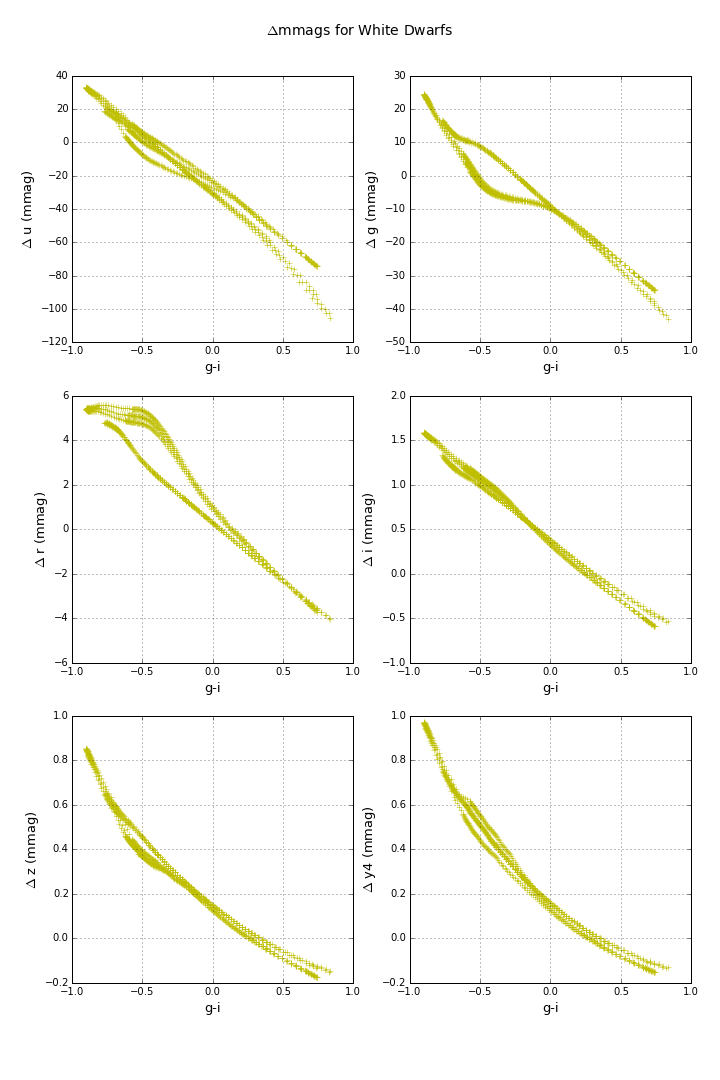 Δmmags for White Dwarfs
40
20
0
−20
−40
−60
−80
−100
−120
Δ u (mmag)
−1.0 −0.5 0.0 0.5 1.0
g-i
30
20
10
0
−10
−20
−30
−40
−50
Δ g (mmag)
−1.0 −0.5 0.0 0.5 1.0
g-i
6
4
2
0
−2
−4
−6
Δ r (mmag)
−1.0 −0.5 0.0 0.5 1.0
g-i
2.0
1.5
1.0
0.5
0.0
−0.5
−1.0
Δ i (mmag)
−1.0 −0.5 0.0 0.5 1.0
g-i
1.0
0.8
0.6
0.4
0.2
0.0
−0.2
Δ z (mmag)
−1.0 −0.5 0.0 0.5 1.0
g-i
1.0
0.8
0.6
0.4
0.2
0.0
−0.2
Δ y4 (mmag)
−1.0 −0.5 0.0 0.5 1.0
g-i